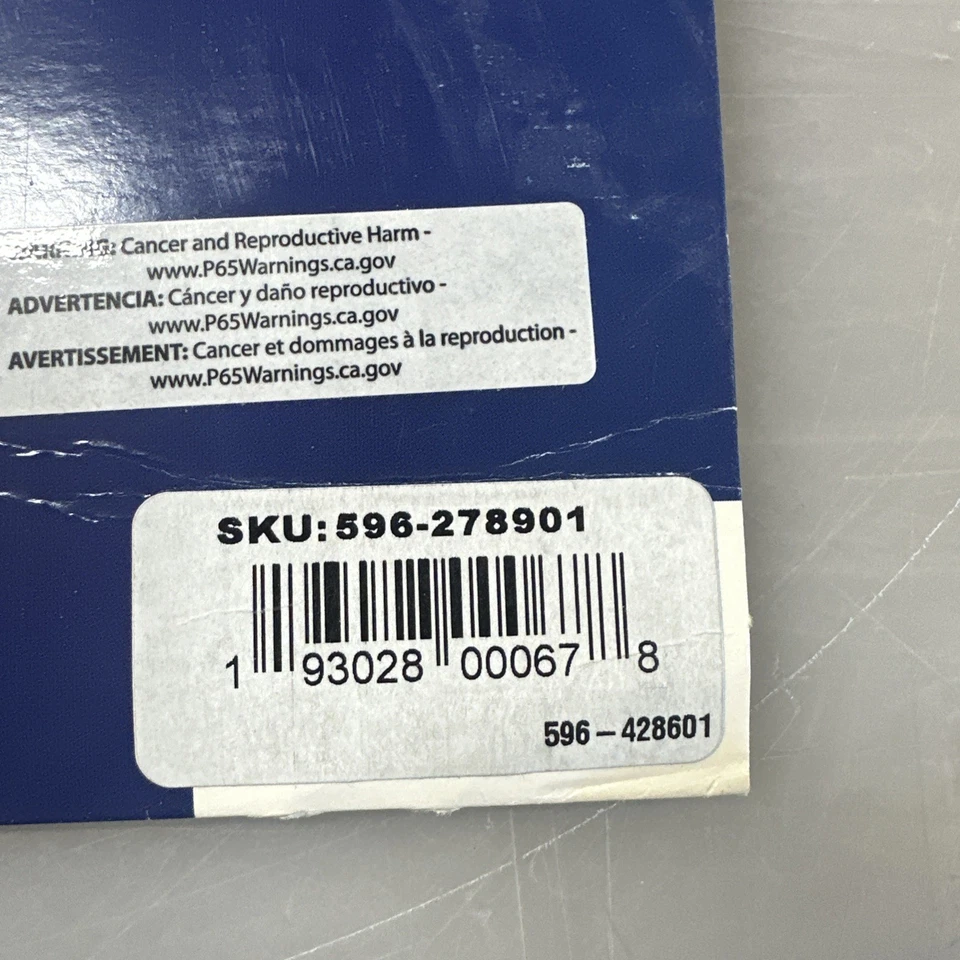 Cancer and Reproductive Harm -
www.P65Warnings.ca.gov
ADVERTENCIA: Cáncer y daño reproductivo -
www.P65Warnings.ca.gov
AVERTISSEMENT: Cancer et dommages à la reproduction -
www.P65Warnings.ca.gov
SKU: 596-278901
1 93028 00067 8
596-428601